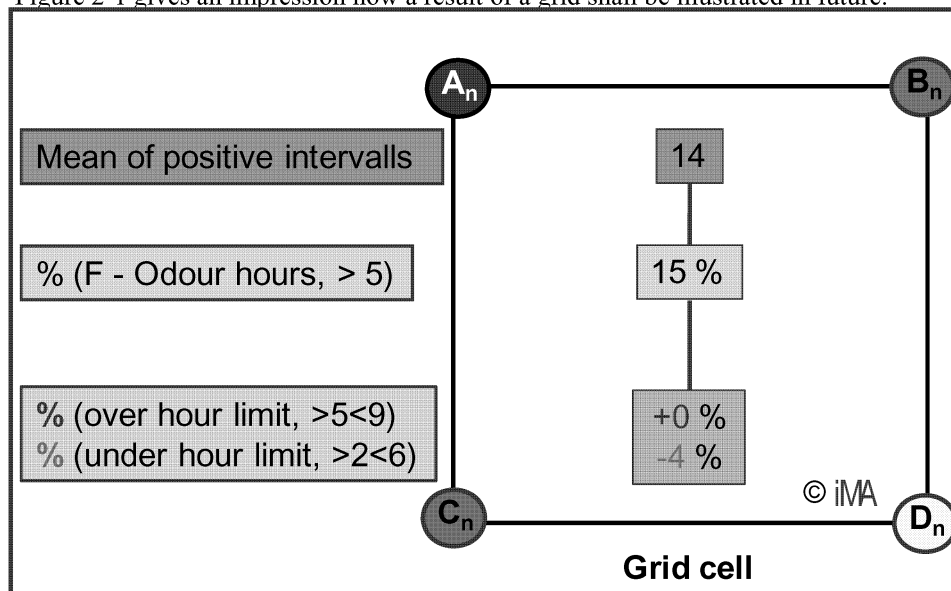 Figure 2-1 gives an impression how a result of a grid shall be illustrated in future.
An
Bn
Mean of positive intervalls
14
% (F - Odour hours, > 5)
15 %
% (over hour limit, >5<9)
% (under hour limit, >2<6)
+0 %
-4 %
© iMA
Cn
Dn
Grid cell